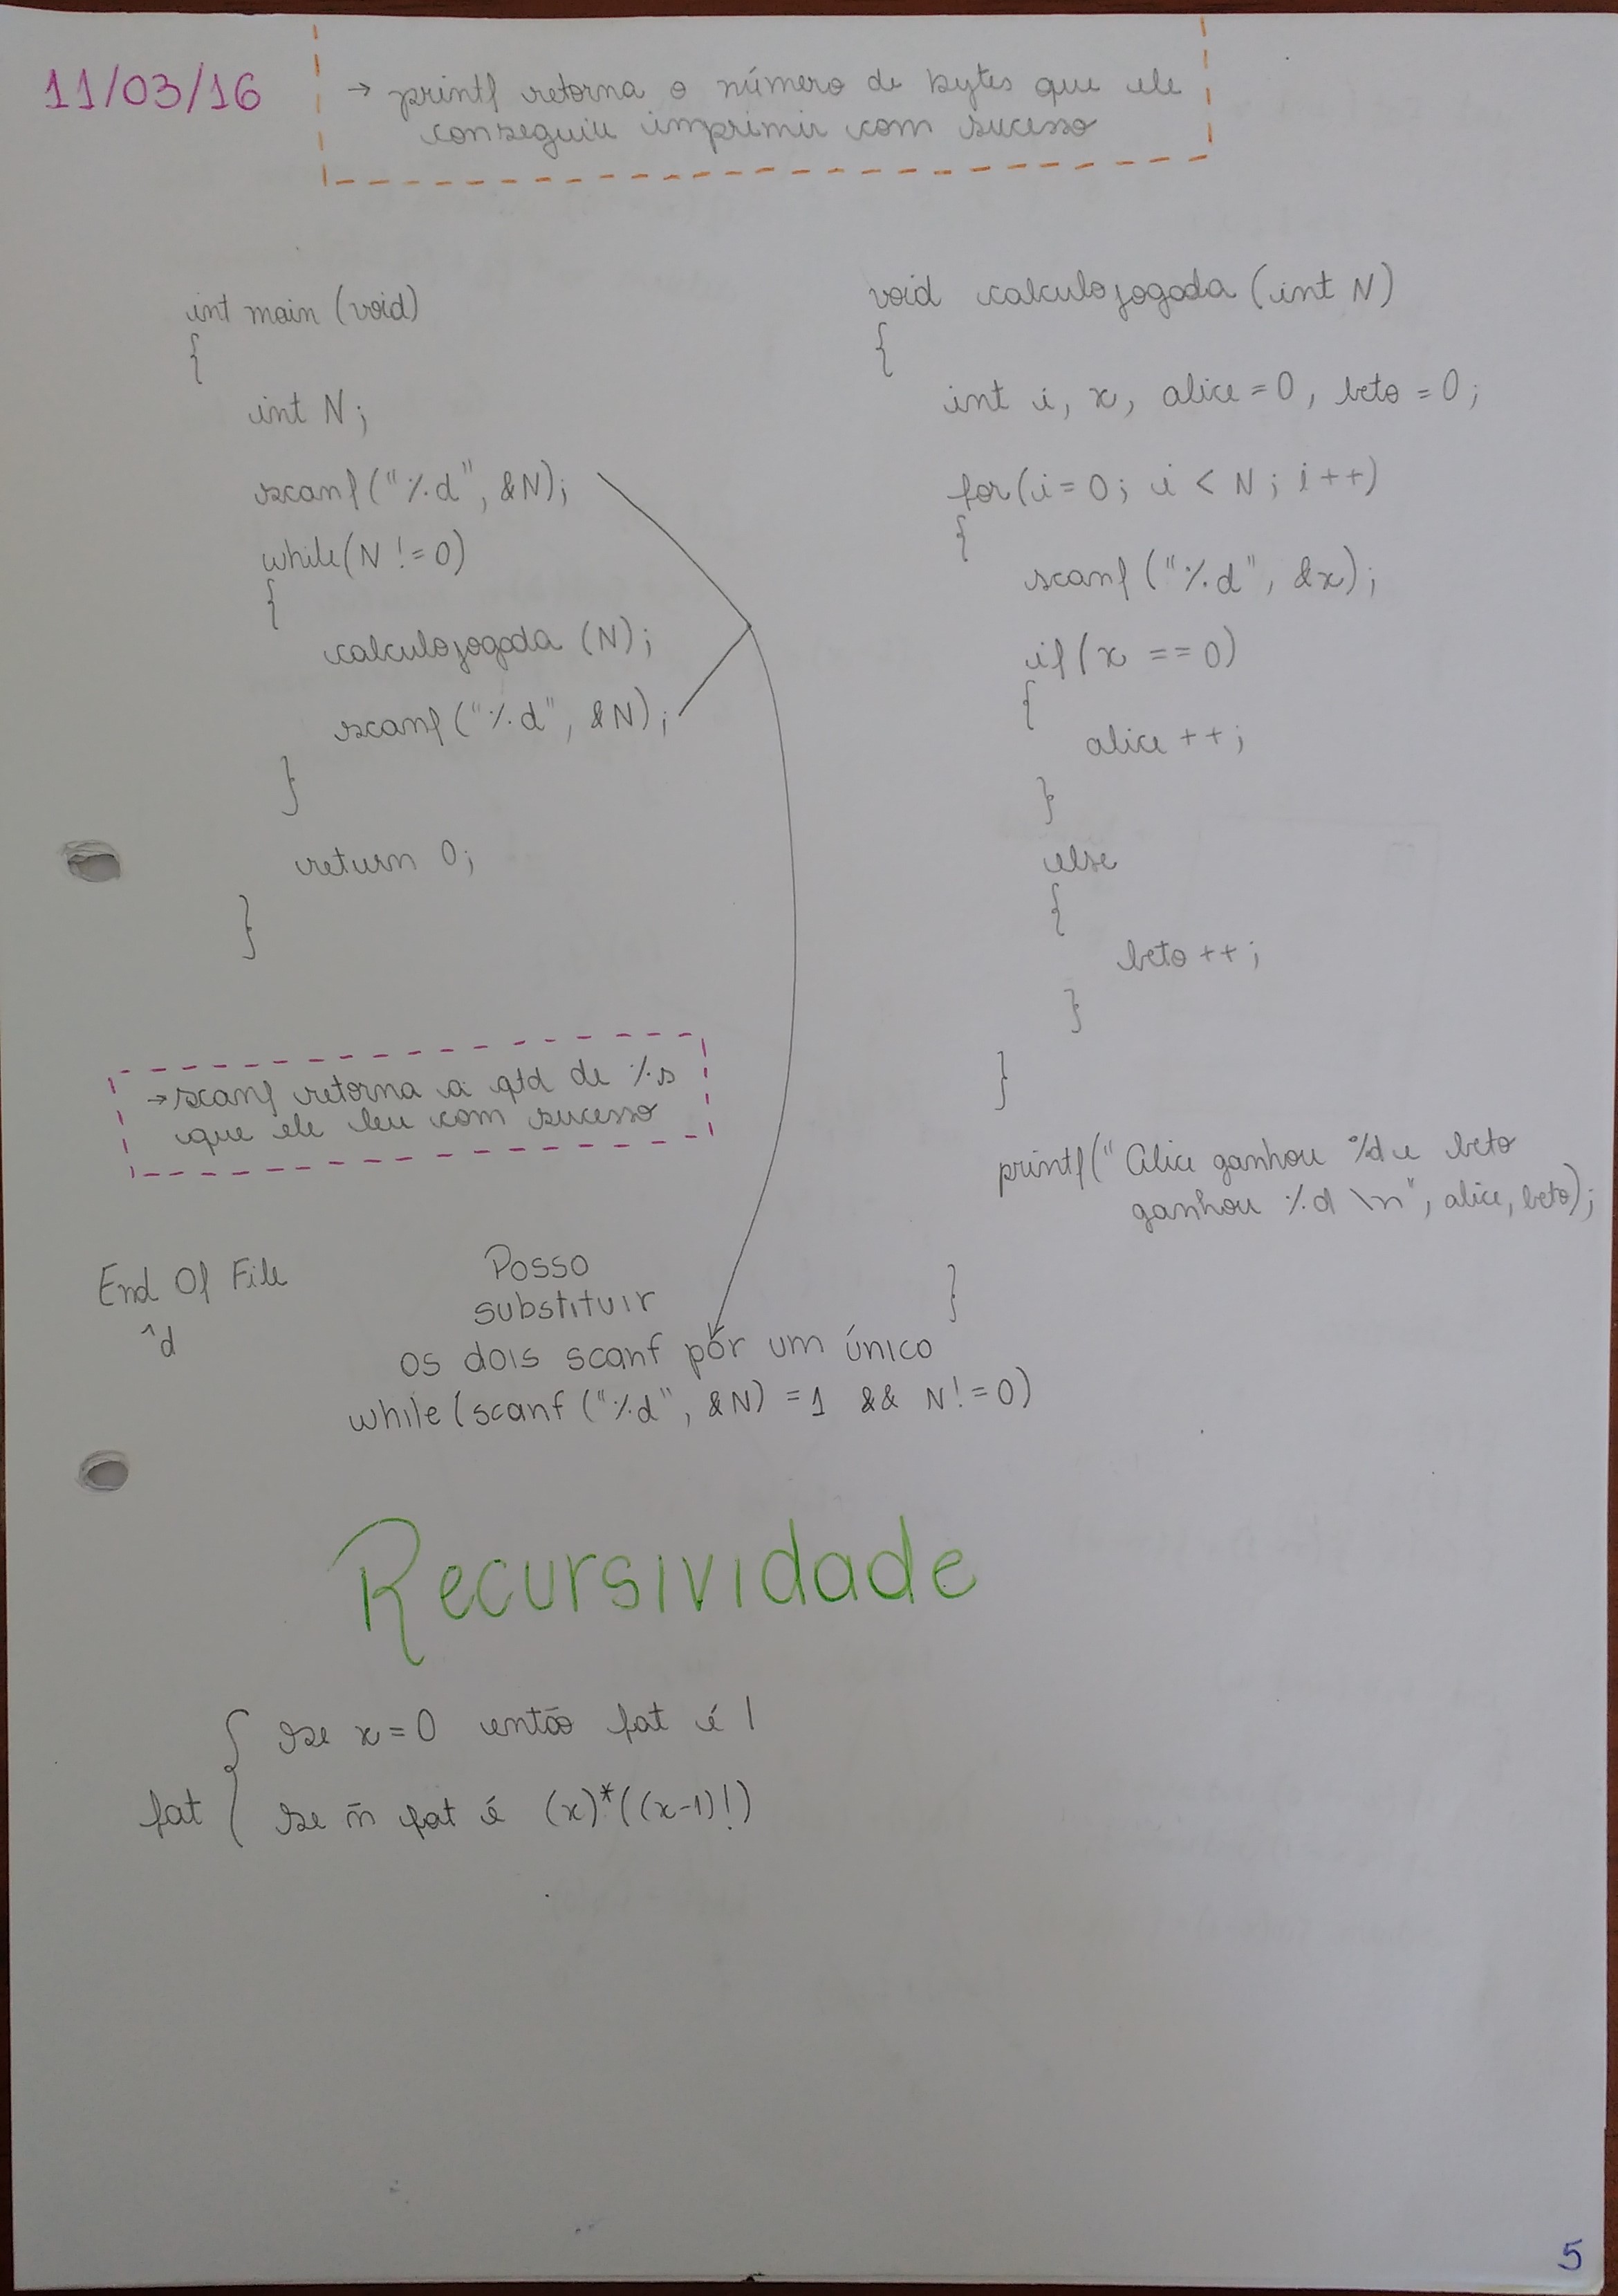 11/03/16
→ printf retorna o número de bytes que ele
conseguiu imprimir com sucesso
int main (void)
{
int N;
scanf("%d", &N);
while(N != 0)
{
calculojogada (N);
scanf("%d", &N);
}
return 0;
}
void calculojogada (int N)
{
int i, x, alice = 0, beto = 0;
for(i = 0; i < N; i++)
{
scanf("%d", &x);
if(x == 0)
{
alice ++;
}
else
{
beto ++;
}
}
printf("Alice ganhou %d e beto
ganhou %d \n", alice, beto);
}
→ scanf retorna a qtd de %s
que ele leu com sucesso
End Of File
^d
Posso
substituir
os dois scanf por um único
while(scanf("%d", &N) = 1 && N != 0)
Recursividade
fat { se x = 0 então fat é 1
se ñ fat é (x)*((x-1)!)
5